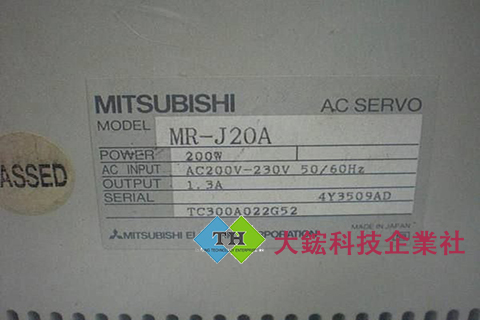 MITSUBISHI AC SERVO
MODEL MR-J20A
POWER 200W
AC INPUT AC200V-230V 50/60Hz
OUTPUT 1.3A
SERIAL 4Y3509AD
TC300A022G52
MADE IN JAPAN
MITSUBISHI
ASSED
TH
大鋐科技企業社